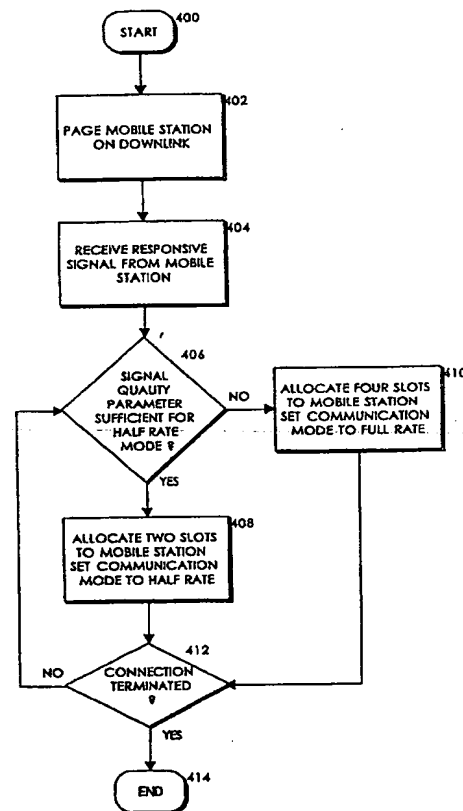 START
400
402
PAGE MOBILE STATION
ON DOWNLINK
404
RECEIVE RESPONSIVE
SIGNAL FROM MOBILE
STATION
406
SIGNAL
QUALITY
PARAMETER
SUFFICIENT FOR
HALF RATE
MODE ?
NO
410
ALLOCATE FOUR SLOTS
TO MOBILE STATION
SET COMMUNICATION
MODE TO FULL RATE
YES
408
ALLOCATE TWO SLOTS
TO MOBILE STATION
SET COMMUNICATION
MODE TO HALF RATE
412
NO
CONNECTION
TERMINATED
?
YES
END
414